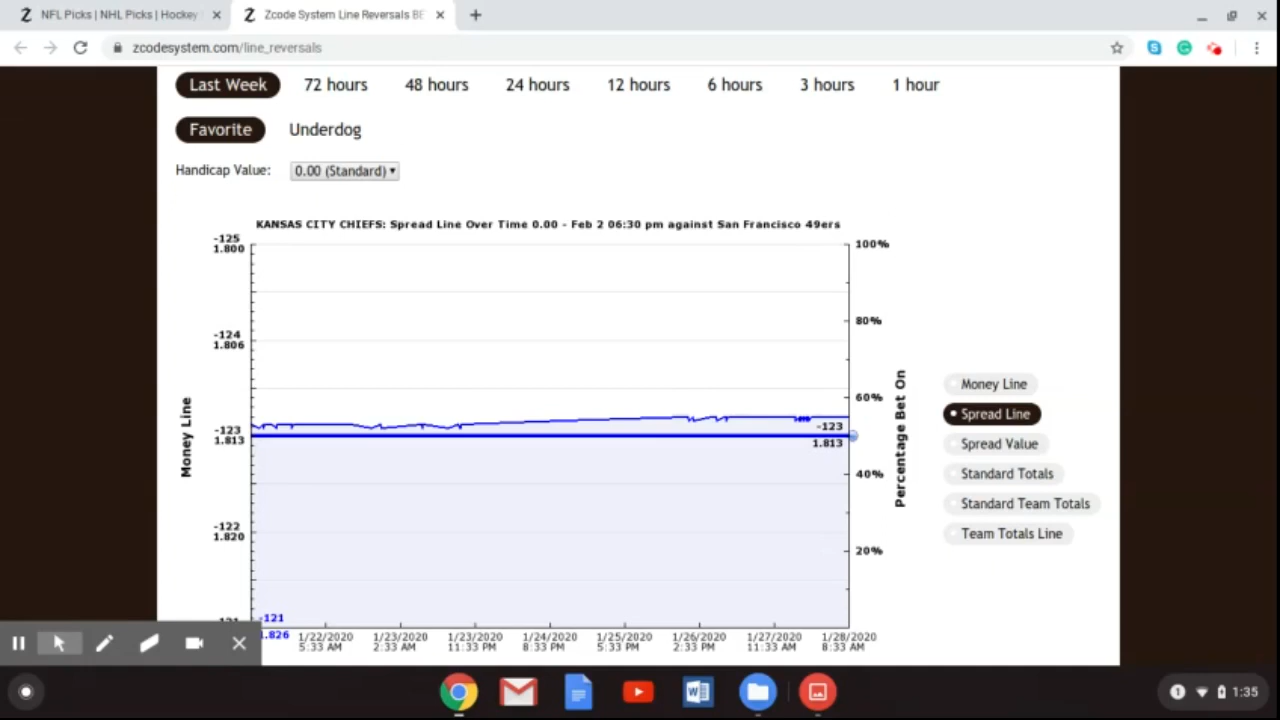 NFL Picks | NHL Picks | Hockey
Zcode System Line Reversals BE
zcodesystem.com/line_reversals
Last Week 72 hours 48 hours 24 hours 12 hours 6 hours 3 hours 1 hour
Favorite Underdog
Handicap Value: 0.00 (Standard)
KANSAS CITY CHIEFS: Spread Line Over Time 0.00 - Feb 2 06:30 pm against San Francisco 49ers
-125
1.800
100%
-124
1.806
80%
60%
-123
1.813
-123
1.813
40%
-122
1.820
20%
-121
1.826
Money Line
Percentage Bet On
Money Line
Spread Line
Spread Value
Standard Totals
Standard Team Totals
Team Totals Line
1/22/2020 1/23/2020 1/23/2020 1/24/2020 1/25/2020 1/26/2020 1/27/2020 1/28/2020
5:33 AM 2:33 AM 11:33 PM 8:33 PM 5:33 PM 2:33 PM 11:33 AM 8:33 AM
1 1:35